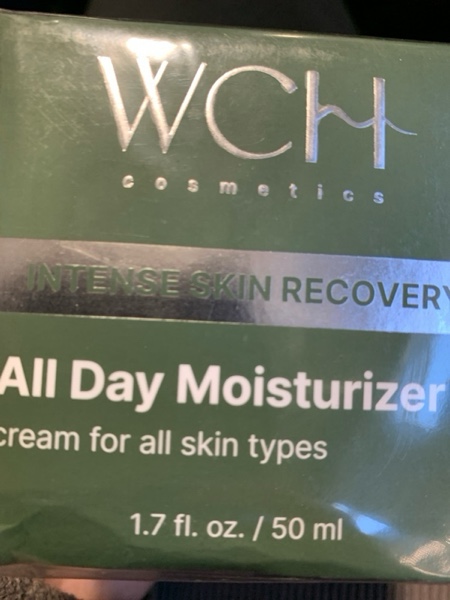 WCH
cosmetics
INTENSE SKIN RECOVERY
All Day Moisturizer
cream for all skin types
1.7 fl. oz. / 50 ml